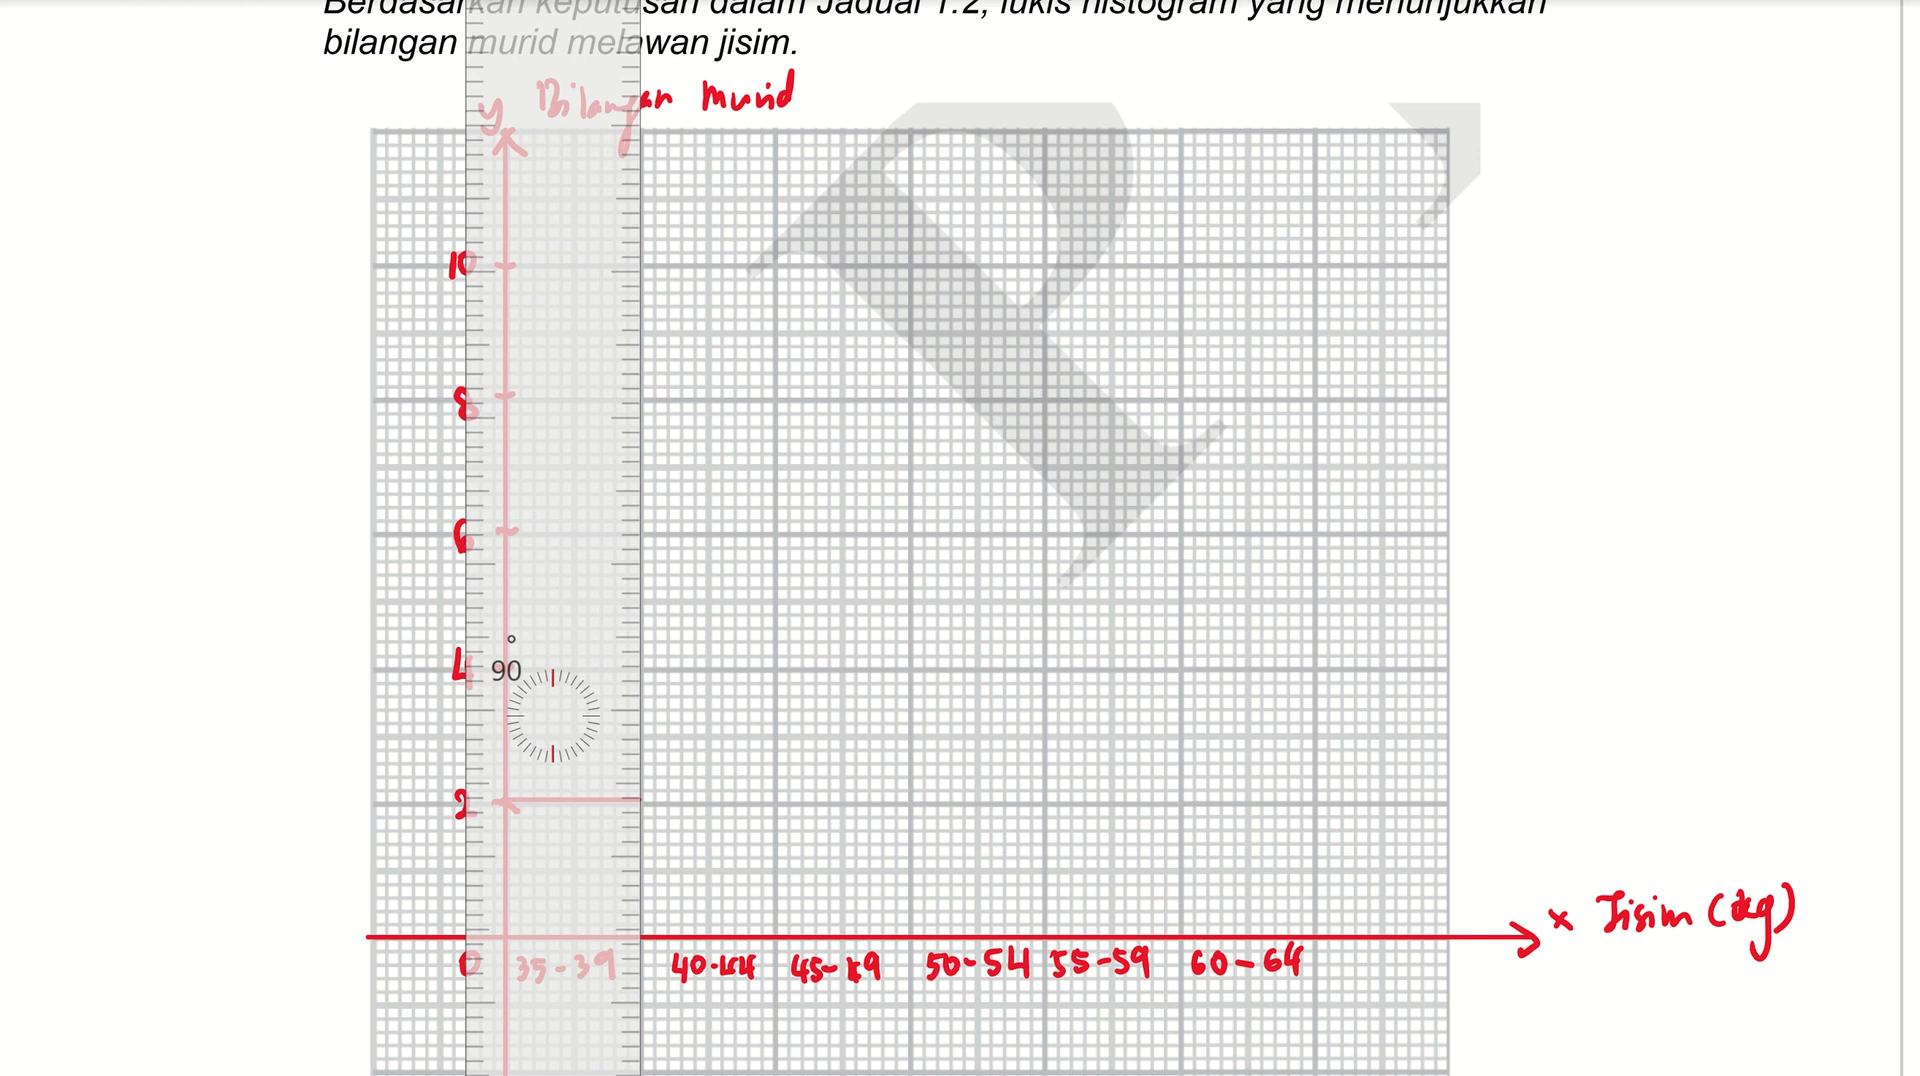 Berdasarkan keputusan dalam Jadual 1.2, lukis histogram yang menunjukkan
bilangan murid melawan jisim.
y Bilangan Murid
10
8
6
4
90°
2
x Jisim (kg)
0 35-39 40-44 45-49 50-54 55-59 60-64